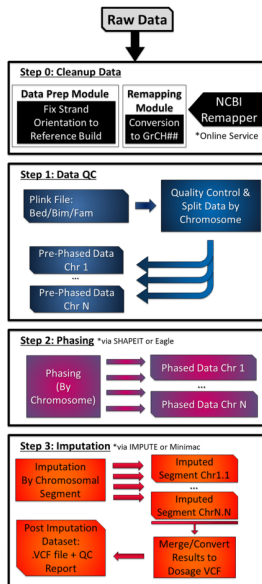 Raw Data
Step 0: Cleanup Data
Data Prep Module
Fix Strand
Orientation to
Reference Build
Remapping
Module
Conversion
to GrCH##
NCBI
Remapper
*Online Service
Step 1: Data QC
Plink File:
Bed/Bim/Fam
Quality Control &
Split Data by
Chromosome
Pre-Phased Data
Chr 1
...
Pre-Phased Data
Chr N
Step 2: Phasing *via SHAPEIT or Eagle
Phasing
(By
Chromosome)
Phased Data Chr 1
...
Phased Data Chr N
Step 3: Imputation *via IMPUTE or Minimac
Imputation
By Chromosomal
Segment
Imputed
Segment Chr1.1
...
Imputed
Segment ChrN.N
Post Imputation
Dataset:
.VCF file + QC
Report
Merge/Convert
Results to
Dosage VCF